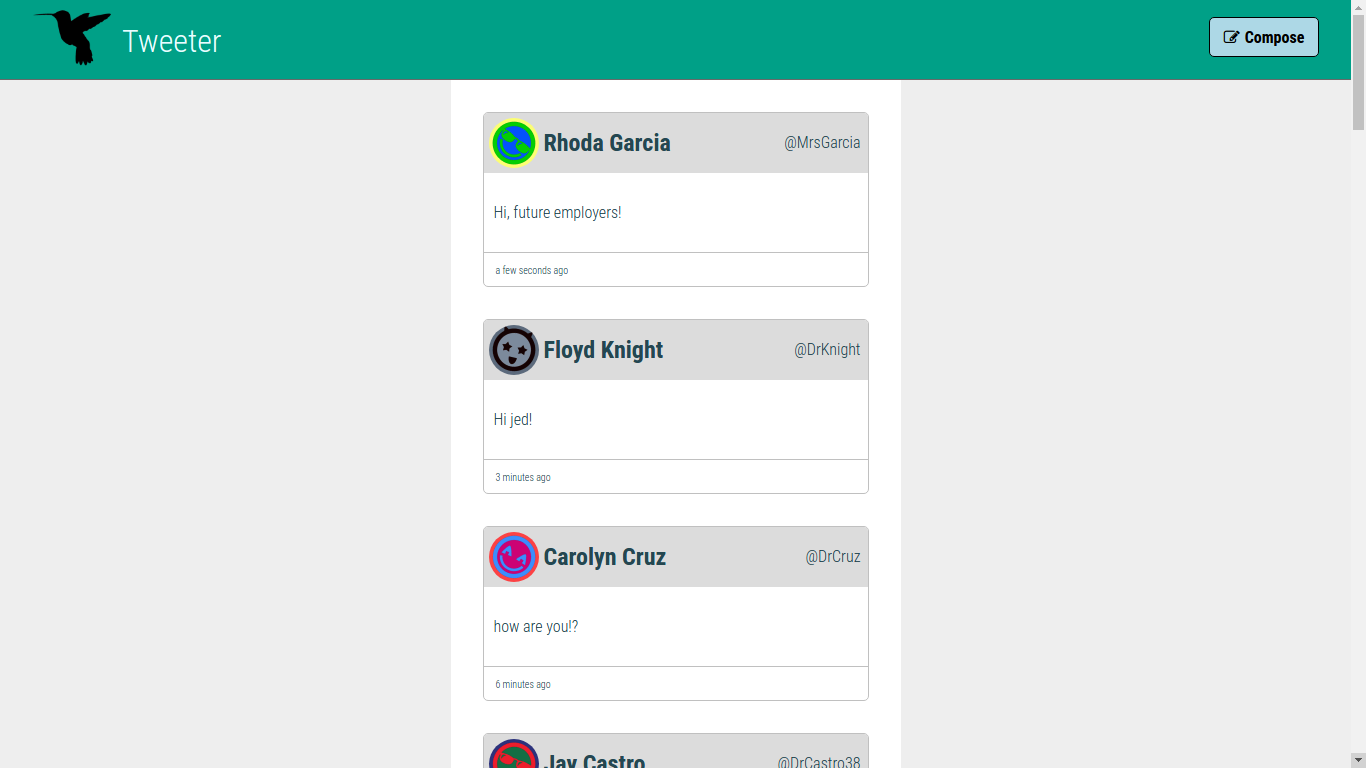 Tweeter
Compose
Rhoda Garcia @MrsGarcia
Hi, future employers!
a few seconds ago
Floyd Knight @DrKnight
Hi jed!
3 minutes ago
Carolyn Cruz @DrCruz
how are you!?
6 minutes ago
Jay Castro @DrCastro38